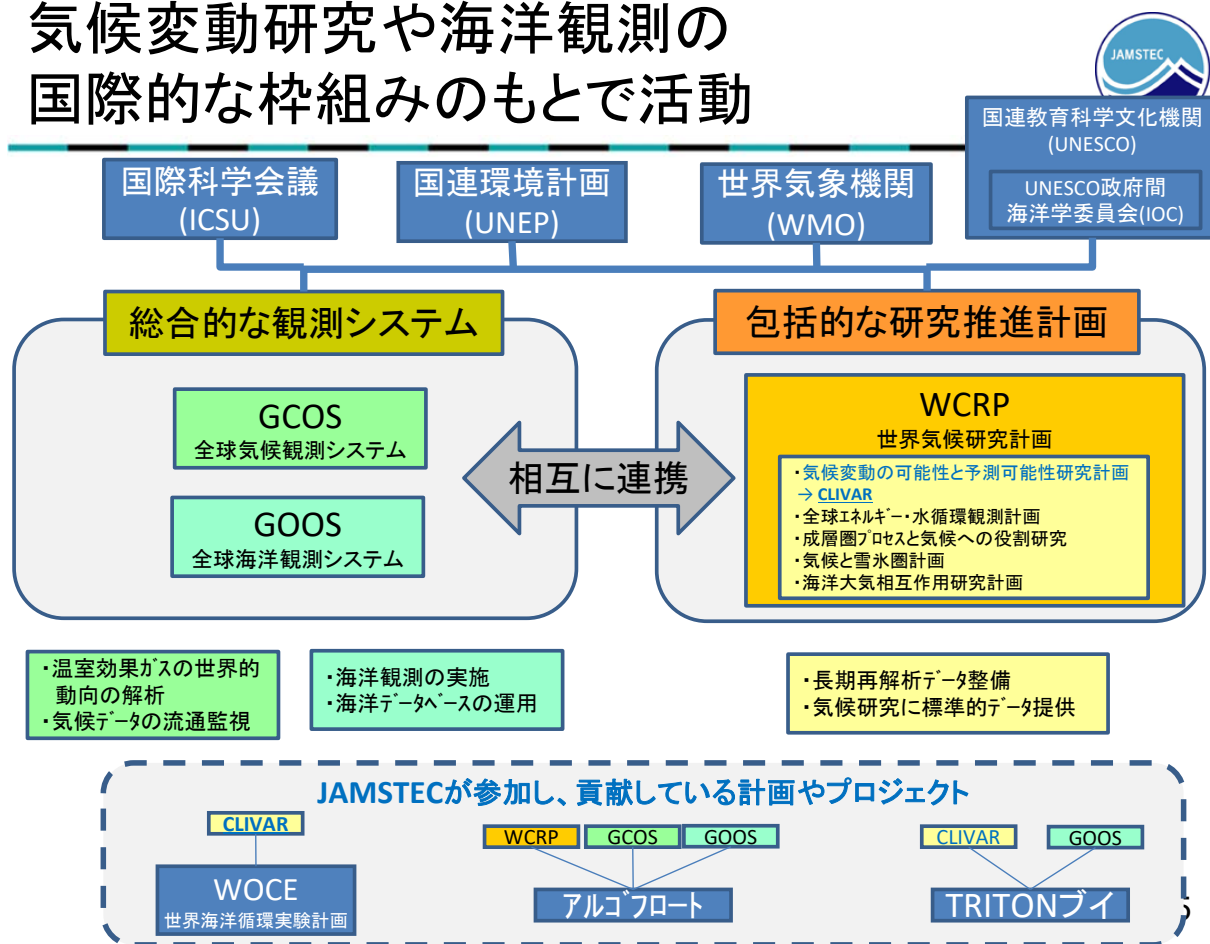 気候変動研究や海洋観測の
国際的な枠組みのもとで活動
JAMSTEC
国際科学会議
(ICSU)
国連環境計画
(UNEP)
世界気象機関
(WMO)
国連教育科学文化機関
(UNESCO)
UNESCO政府間
海洋学委員会(IOC)
総合的な観測システム
GCOS
全球気候観測システム
GOOS
全球海洋観測システム
相互に連携
包括的な研究推進計画
WCRP
世界気候研究計画
・気候変動の可能性と予測可能性研究計画
→ CLIVAR
・全球ｴﾈﾙｷﾞｰ・水循環観測計画
・成層圏ﾌﾟﾛｾｽと気候への役割研究
・気候と雪氷圏計画
・海洋大気相互作用研究計画
・温室効果ｶﾞｽの世界的
動向の解析
・気候ﾃﾞｰﾀの流通監視
・海洋観測の実施
・海洋ﾃﾞｰﾀﾍﾞｰｽの運用
・長期再解析ﾃﾞｰﾀ整備
・気候研究に標準的ﾃﾞｰﾀ提供
JAMSTECが参加し、貢献している計画やプロジェクト
CLIVAR
WOCE
世界海洋循環実験計画
WCRP
GCOS
GOOS
ｱﾙｺﾞﾌﾛｰﾄ
CLIVAR
GOOS
TRITONブイ